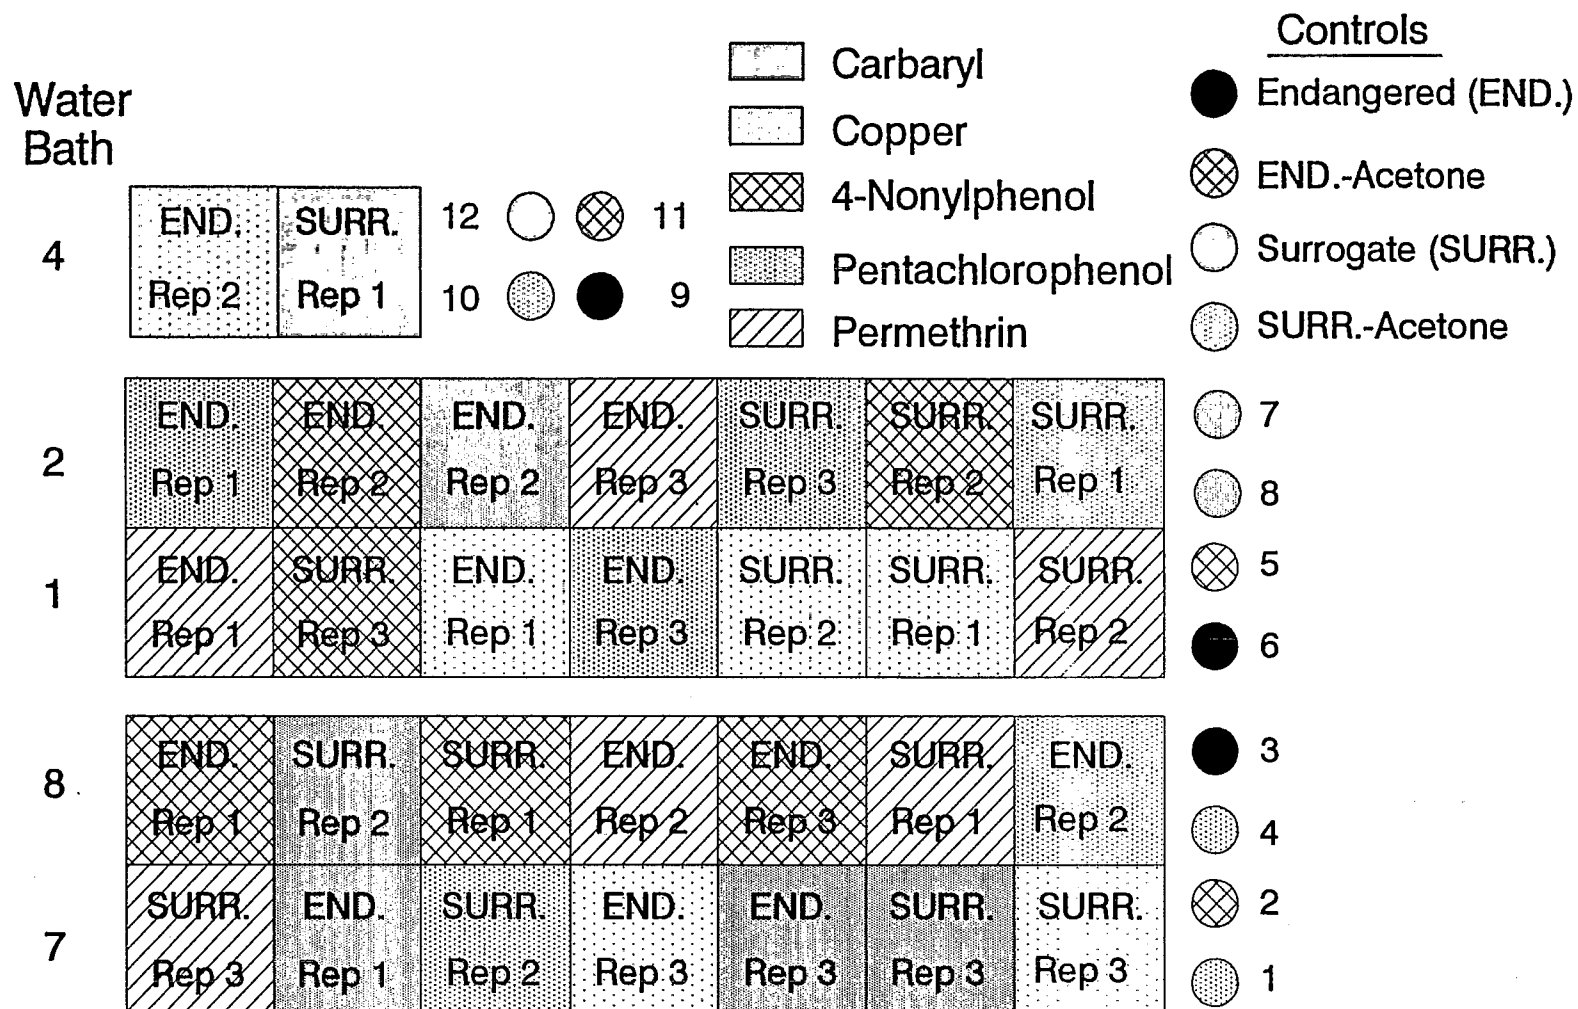 Controls
Carbaryl
Copper
4-Nonylphenol
Pentachlorophenol
Permethrin
Endangered (END.)
END.-Acetone
Surrogate (SURR.)
SURR.-Acetone
Water
Bath
4
END. SURR. 12 11
Rep 2 Rep 1 10 9
2
END. END. END. END. SURR. SURR. SURR. 7
Rep 1 Rep 2 Rep 2 Rep 3 Rep 3 Rep 2 Rep 1 8
1
END. SURR. END. END. SURR. SURR. SURR. 5
Rep 1 Rep 3 Rep 1 Rep 3 Rep 2 Rep 1 Rep 2 6
8
END. SURR. SURR. END. END. SURR. END. 3
Rep 1 Rep 2 Rep 1 Rep 2 Rep 3 Rep 1 Rep 2 4
7
SURR. END. SURR. END. END. SURR. SURR. 2
Rep 3 Rep 1 Rep 2 Rep 3 Rep 3 Rep 3 Rep 3 1